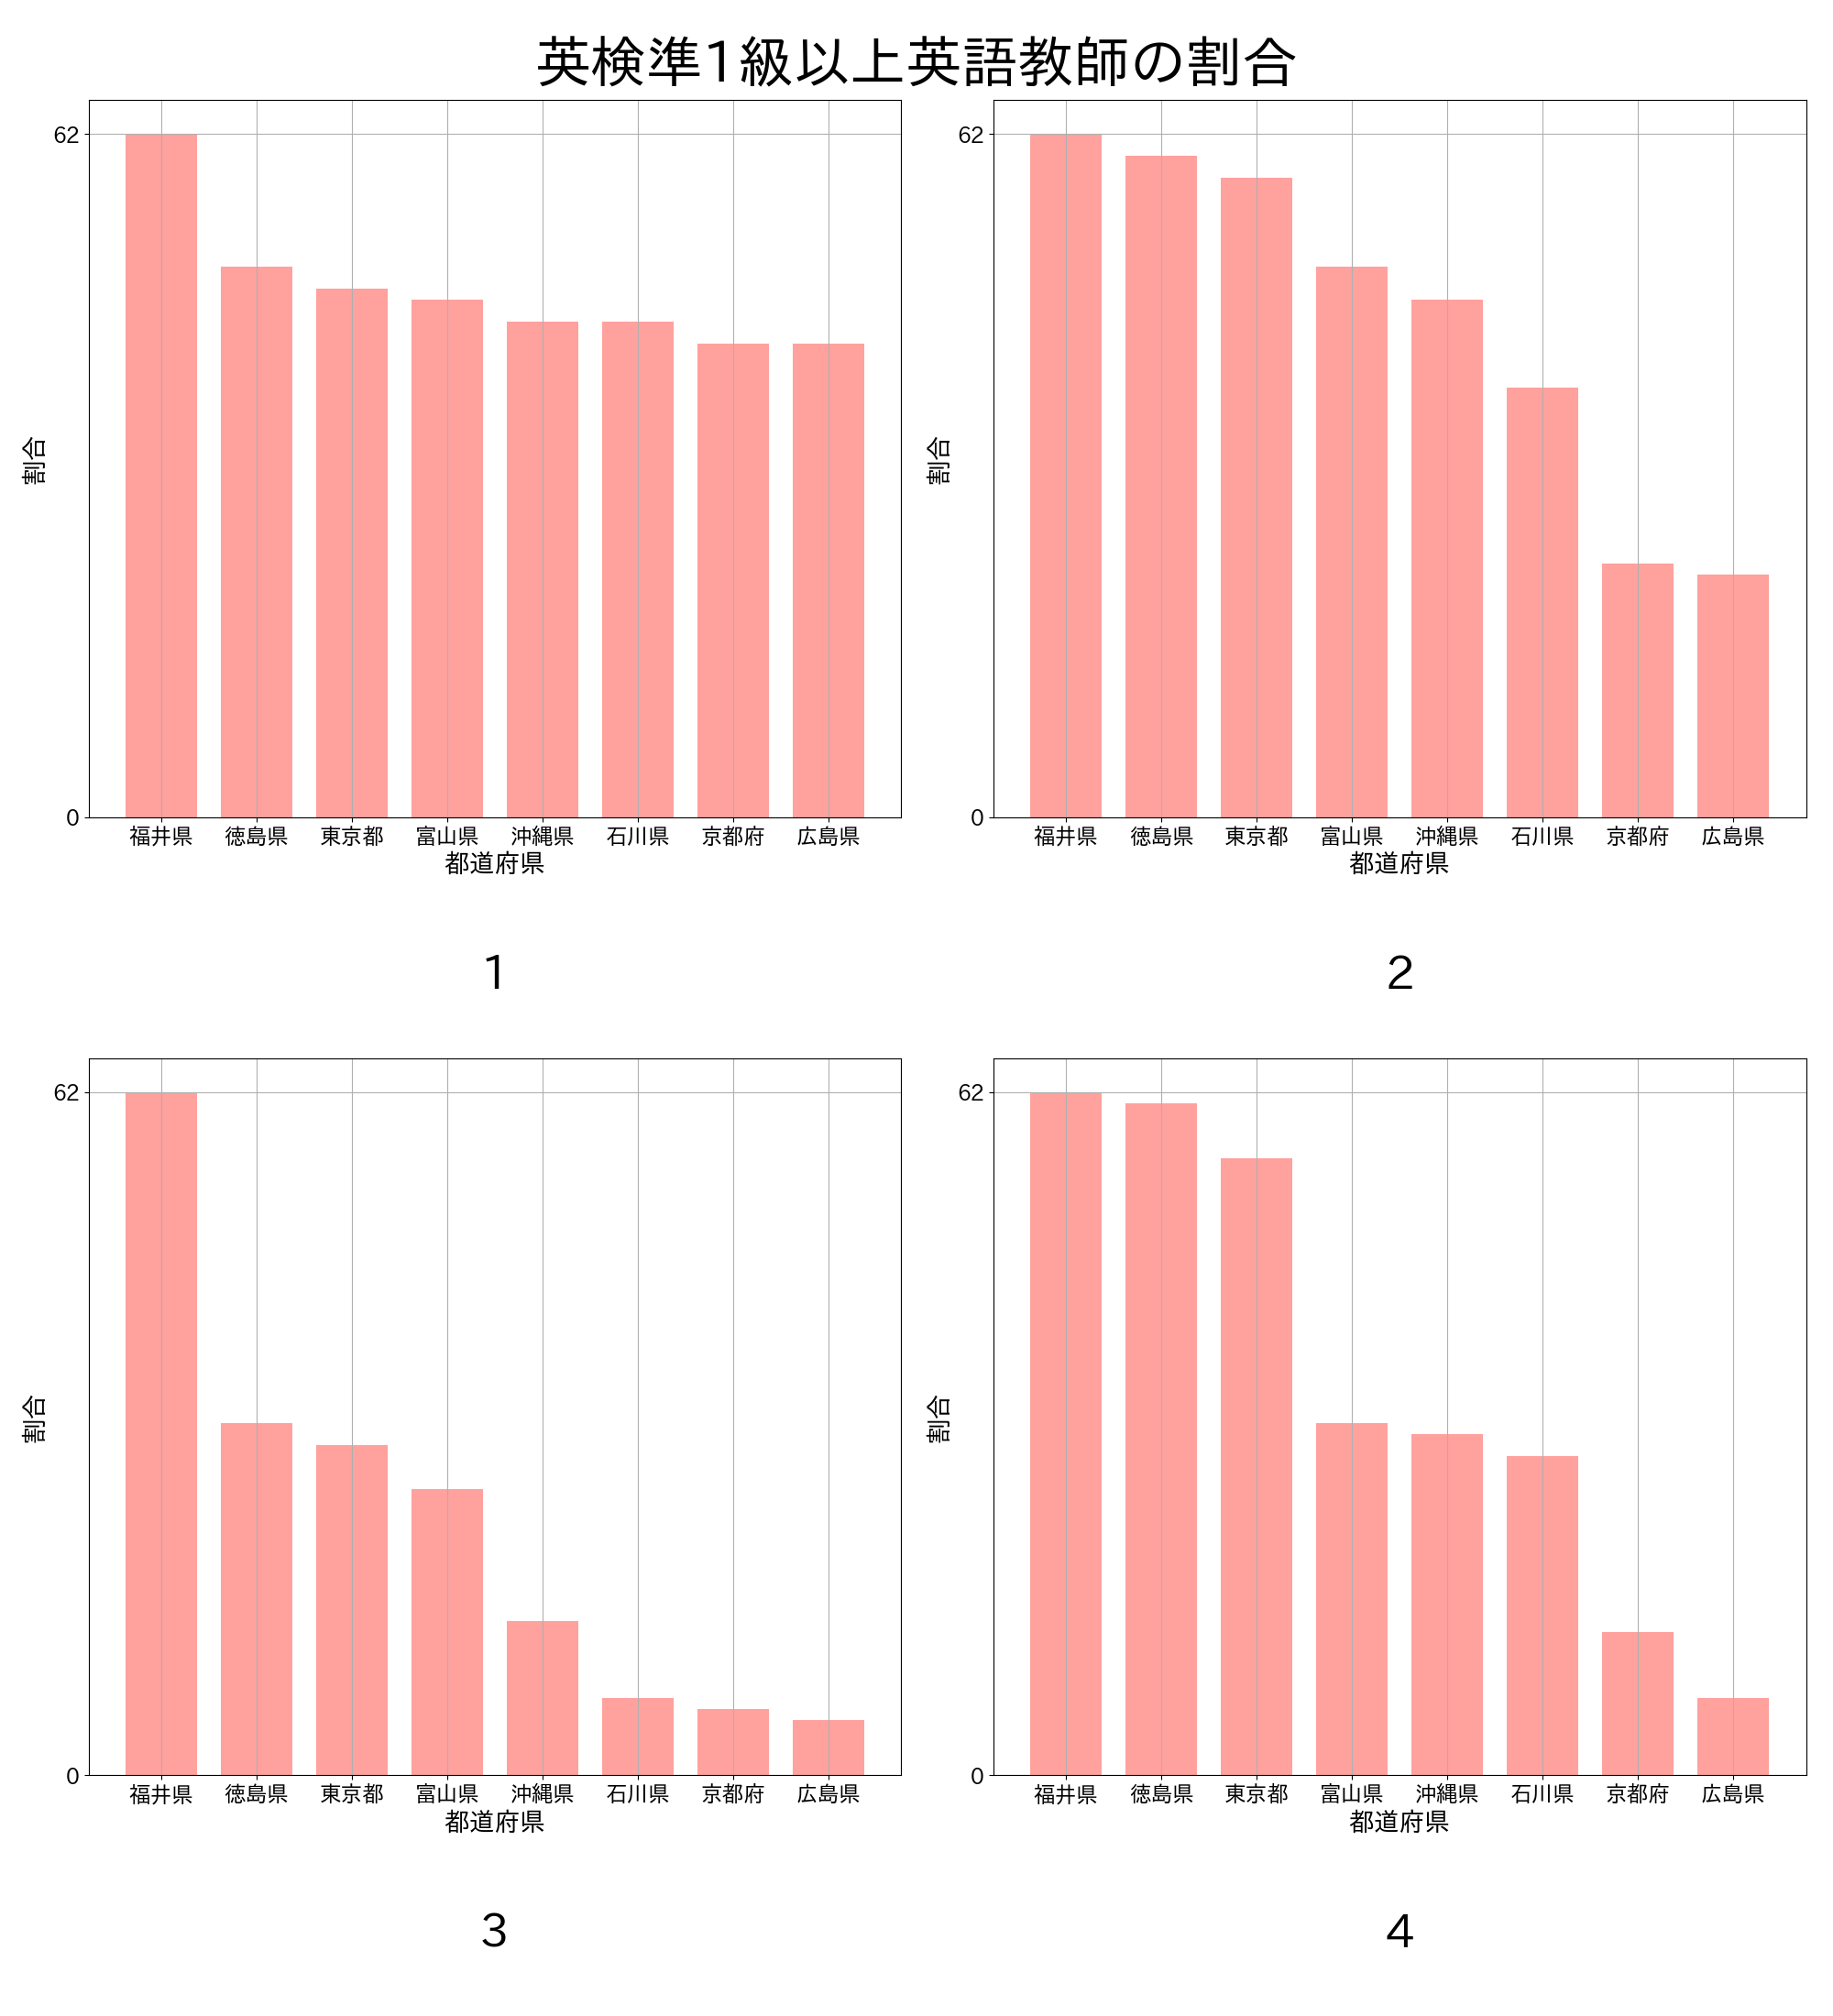 英検準1級以上英語教師の割合
62
0
割合
福井県 徳島県 東京都 富山県 沖縄県 石川県 京都府 広島県
都道府県
1
62
0
割合
福井県 徳島県 東京都 富山県 沖縄県 石川県 京都府 広島県
都道府県
2
62
0
割合
福井県 徳島県 東京都 富山県 沖縄県 石川県 京都府 広島県
都道府県
3
62
0
割合
福井県 徳島県 東京都 富山県 沖縄県 石川県 京都府 広島県
都道府県
4